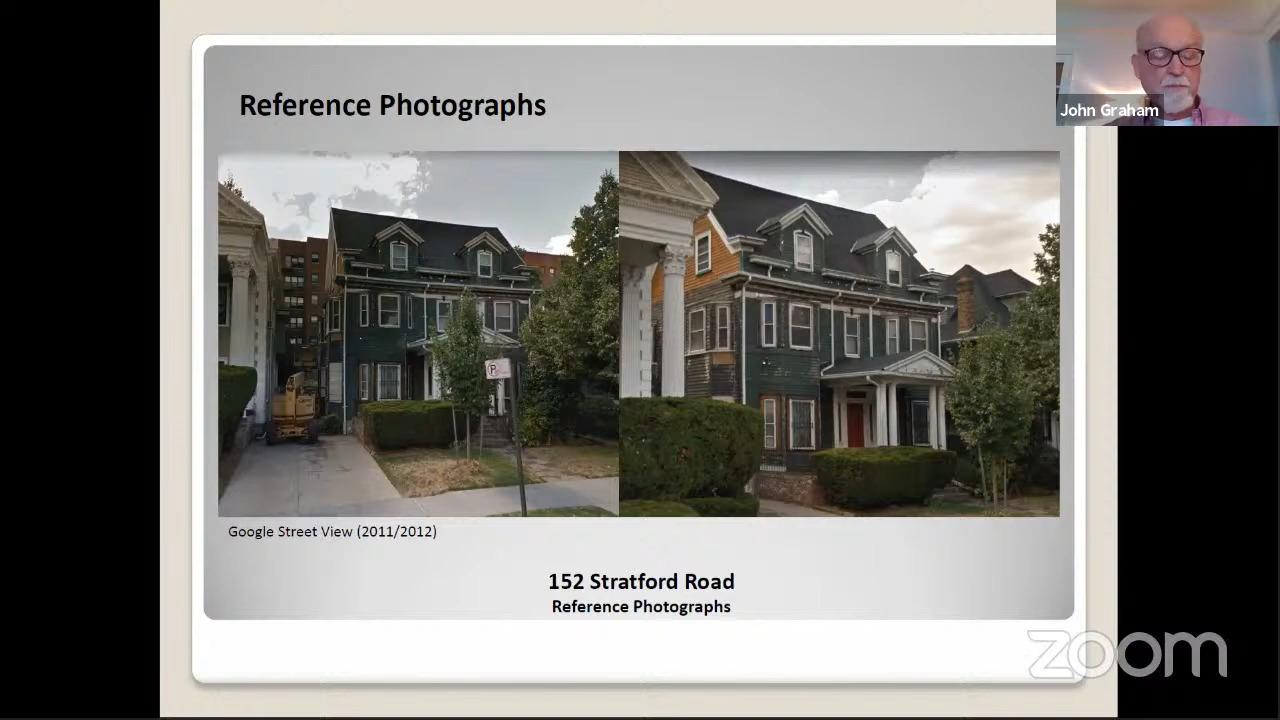 Reference Photographs
John Graham
P
Google Street View (2011/2012)
152 Stratford Road
Reference Photographs
zoom